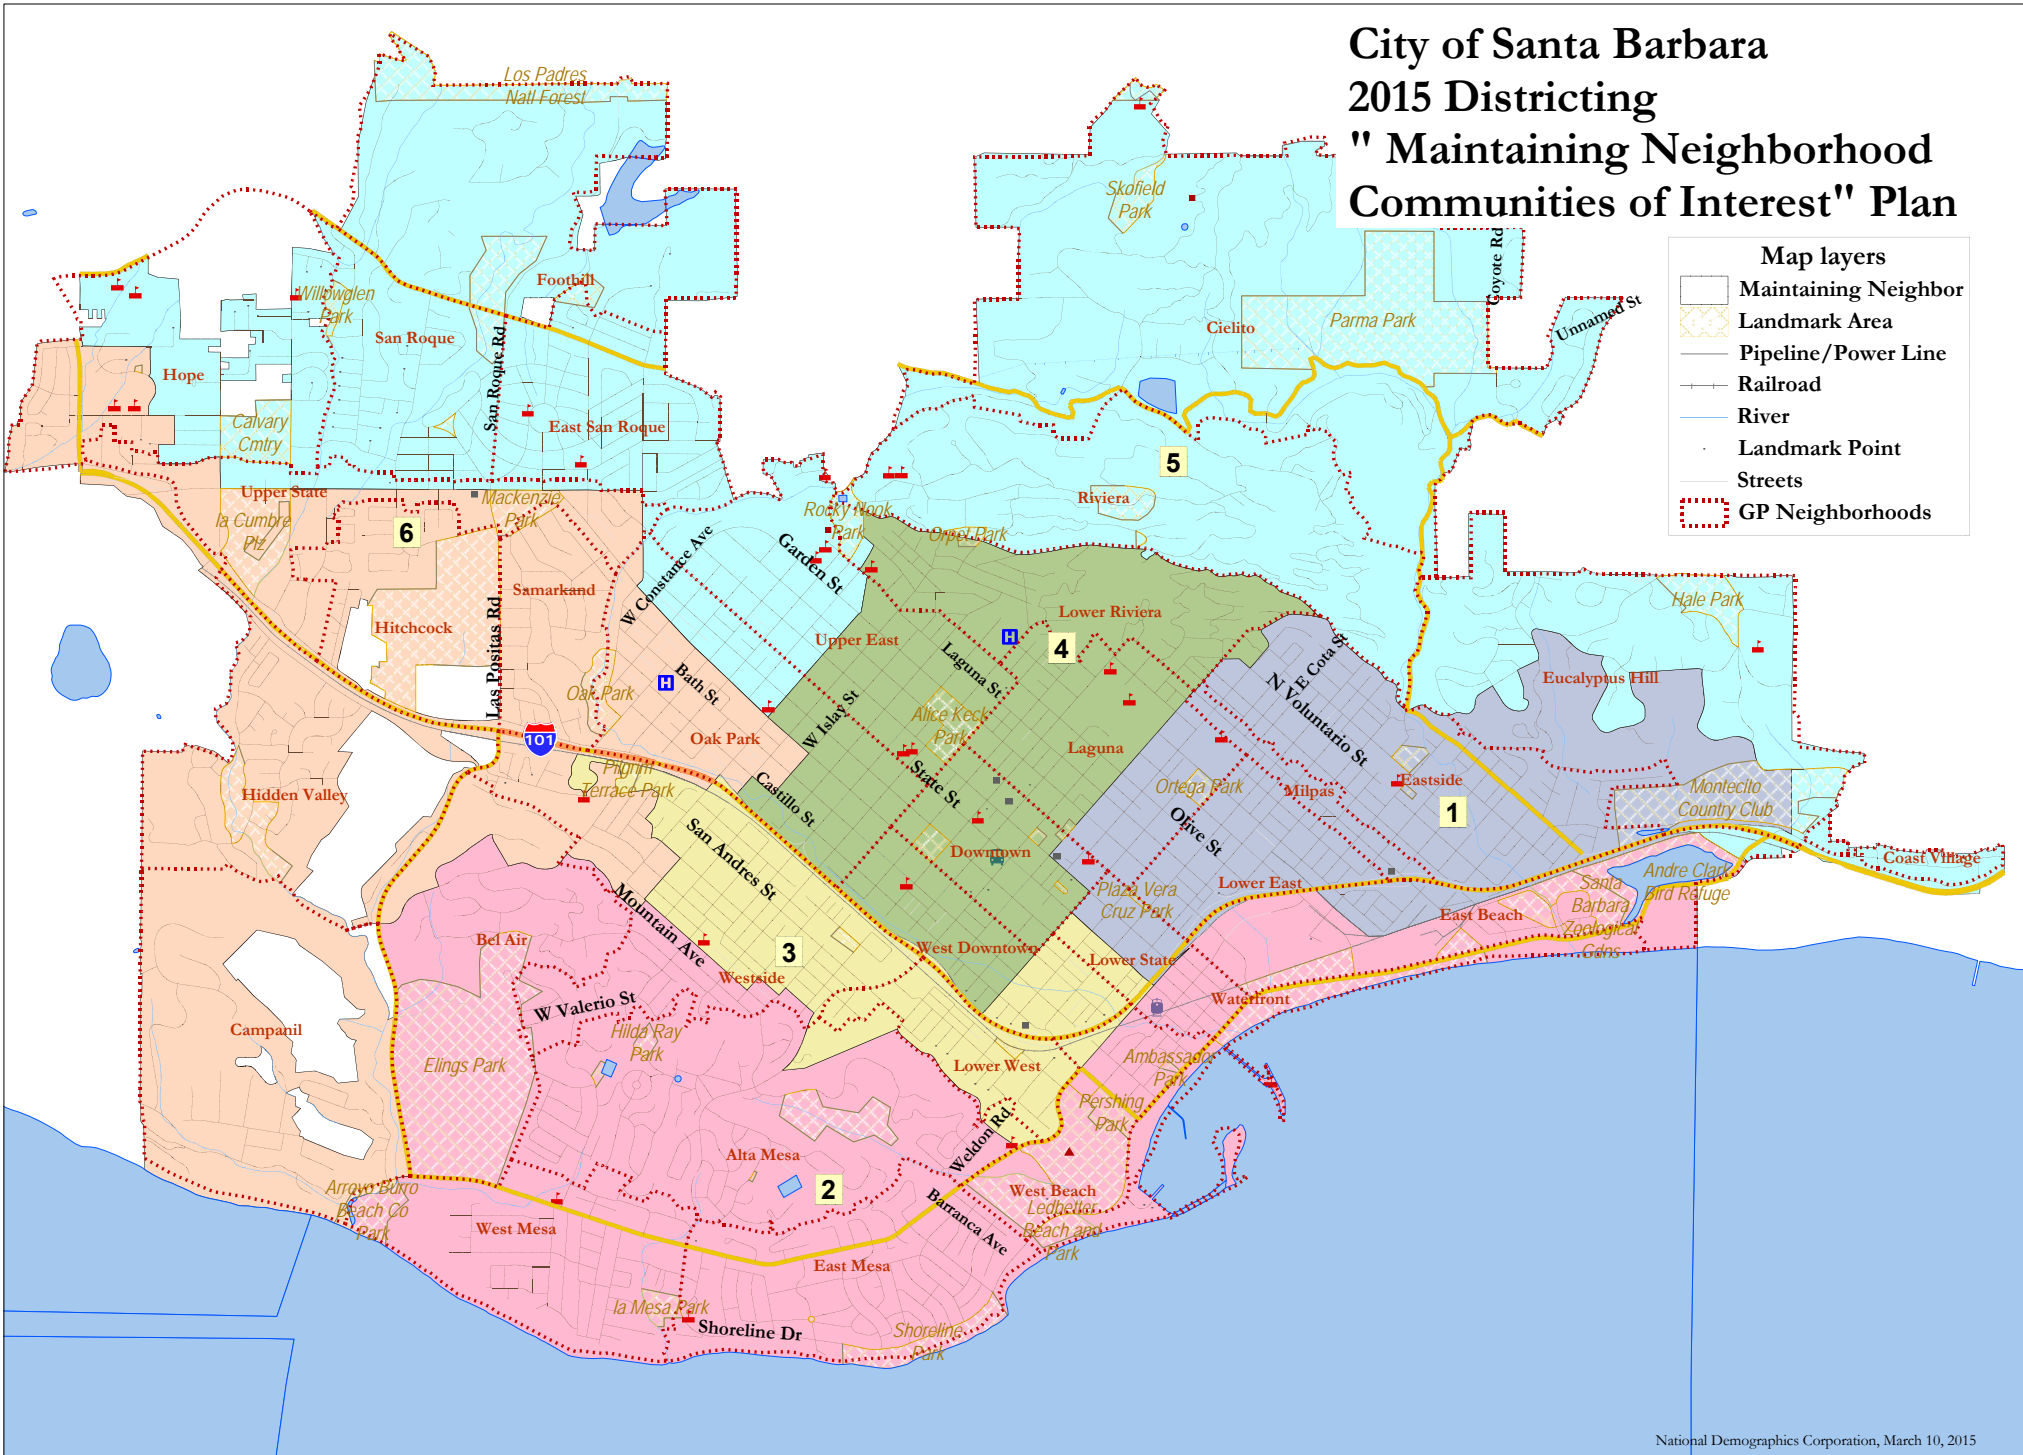 City of Santa Barbara
2015 Districting
" Maintaining Neighborhood
Communities of Interest" Plan
Map layers
Maintaining Neighbor
Landmark Area
Pipeline/Power Line
Railroad
River
Landmark Point
Streets
GP Neighborhoods
Los Padres
Natl Forest
Skofield
Park
Coyote Rd
Unnamed St
Foothill
Willowglen
Park
San Roque
San Roque Rd
Cielito
Parma Park
Hope
Calvary
Cmtry
East San Roque
5
Riviera
Upper State
la Cumbre
Plz
6
Mackenzie
Park
Rocky Nook
Park
Orpet Park
W Constance Ave
Garden St
Samarkand
Hitchcock
Las Positas Rd
Upper East
Lower Riviera
4
Laguna St
Hale Park
H
H
Oak Park
Bath St
E Cota St
N Voluntario St
Eucalyptus Hill
101
Oak Park
W Islay St
Alice Keck
Park
Laguna
State St
Castillo St
Pilgrim
Terrace Park
Hidden Valley
Ortega Park
Milpas
Eastside
1
Montecito
Country Club
Olive St
San Andres St
Downtown
Coast Village
Plaza Vera
Cruz Park
Lower East
Andre Clark
Bird Refuge
Santa
Barbara
Zoological
Gdns
East Beach
Mountain Ave
Bel Air
3
West Downtown
Lower State
Westside
W Valerio St
Waterfront
Campanil
Hilda Ray
Park
Elings Park
Lower West
Ambassador
Park
Pershing
Park
Weldon Rd
Alta Mesa
2
West Beach
Ledbetter
Beach and
Park
Arroyo Burro
Beach Co
Park
West Mesa
Barranca Ave
East Mesa
la Mesa Park
Shoreline Dr
Shoreline
Park
National Demographics Corporation, March 10, 2015